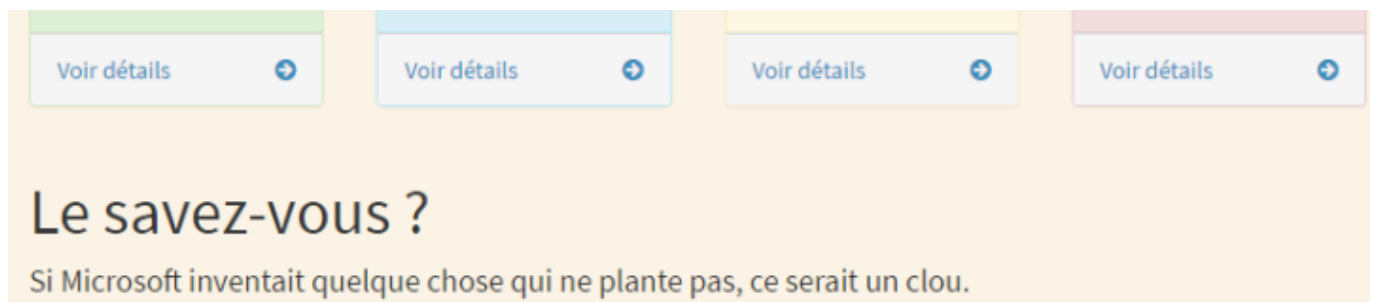 Voir détails Voir détails Voir détails Voir détails
Le savez-vous ?
Si Microsoft inventait quelque chose qui ne plante pas, ce serait un clou.